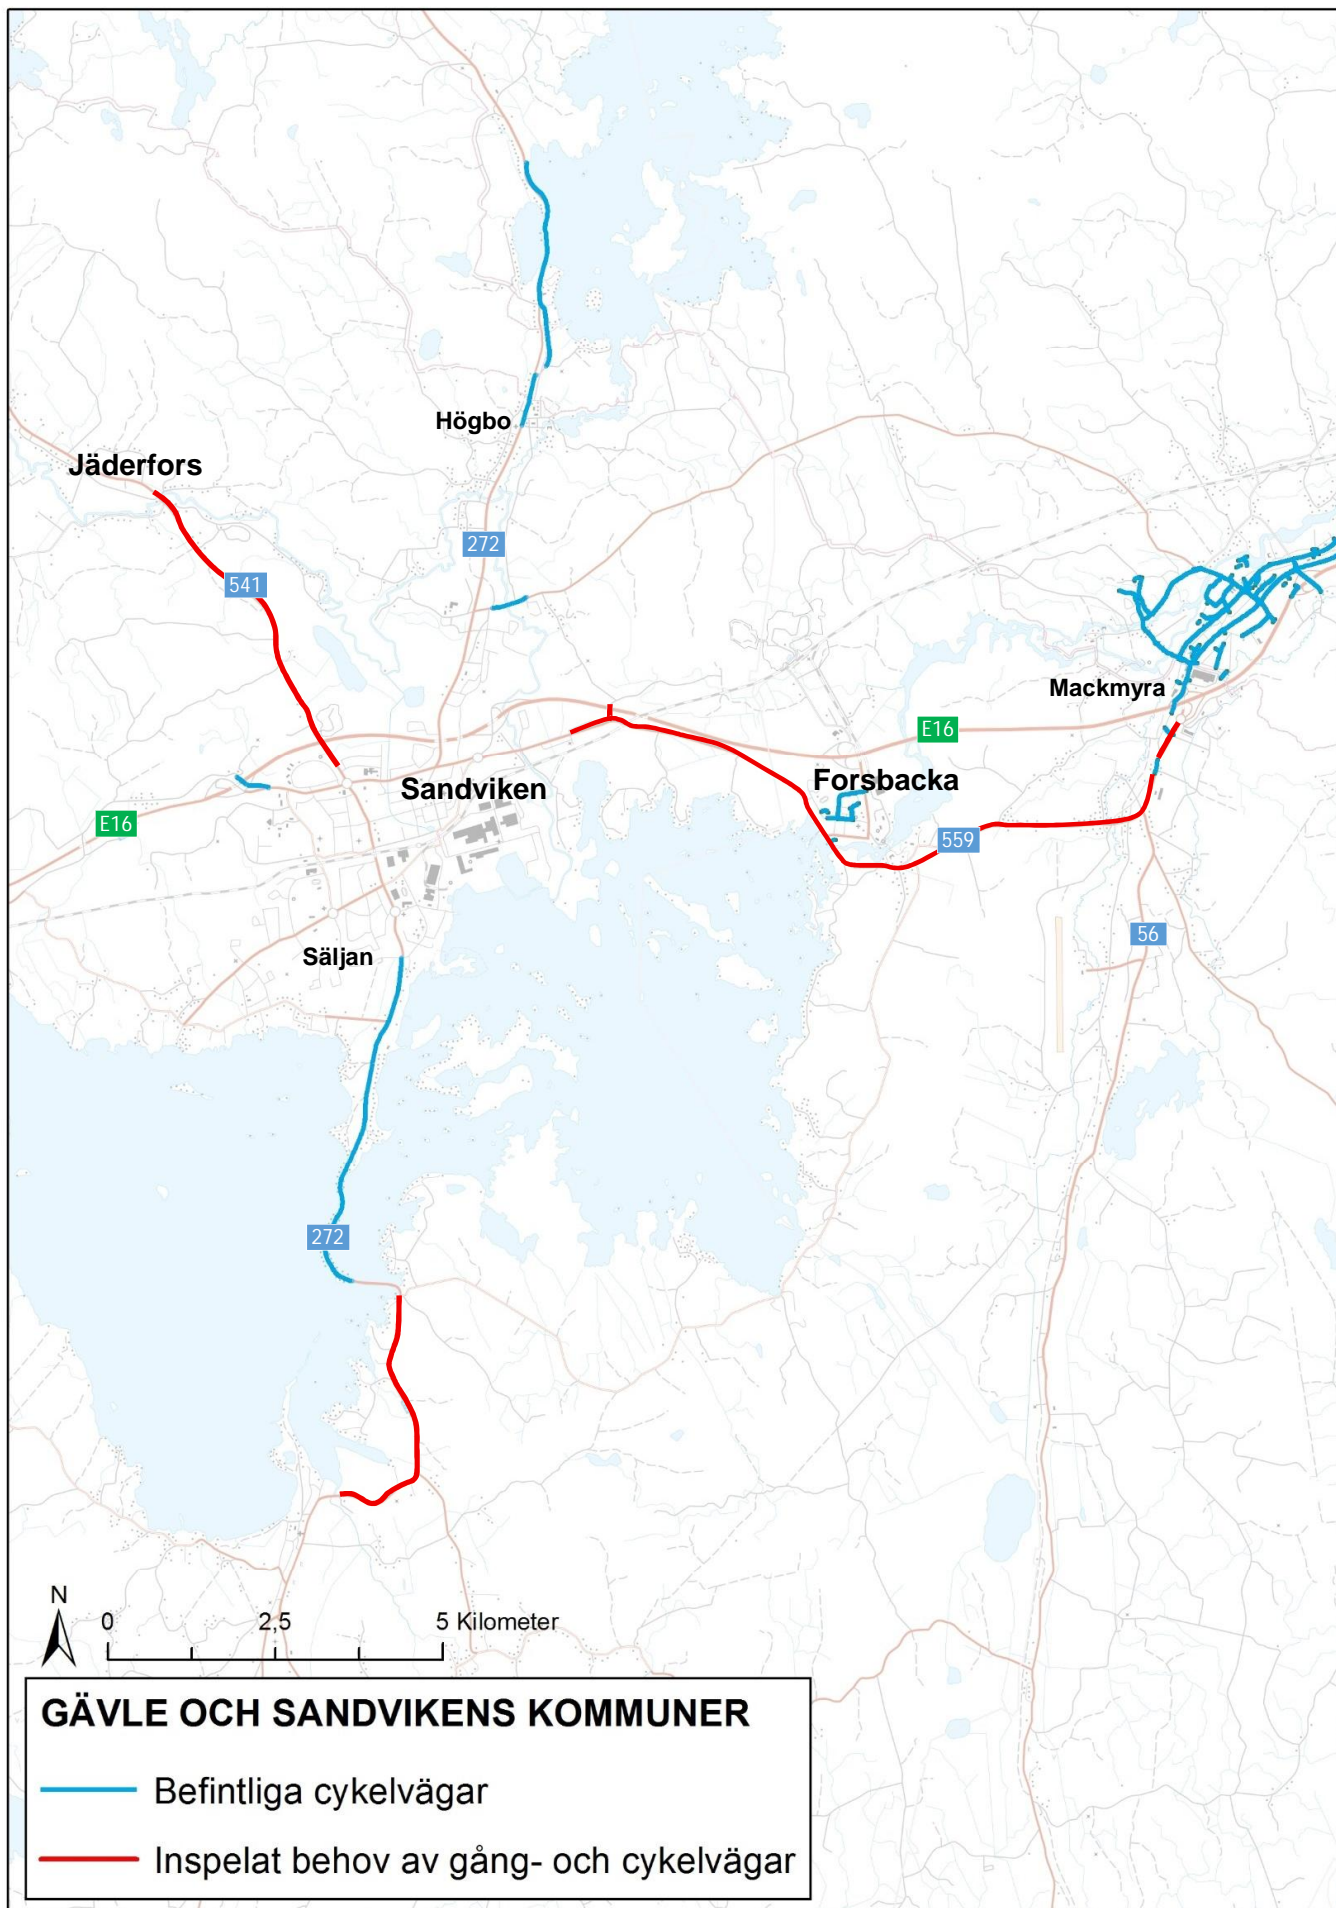 Högbo
Jäderfors
272
541
Mackmyra
E16
Sandviken
Forsbacka
E16
559
56
Säljan
272
N
0 2,5 5 Kilometer
GÄVLE OCH SANDVIKENS KOMMUNER
Befintliga cykelvägar
Inspelat behov av gång- och cykelvägar